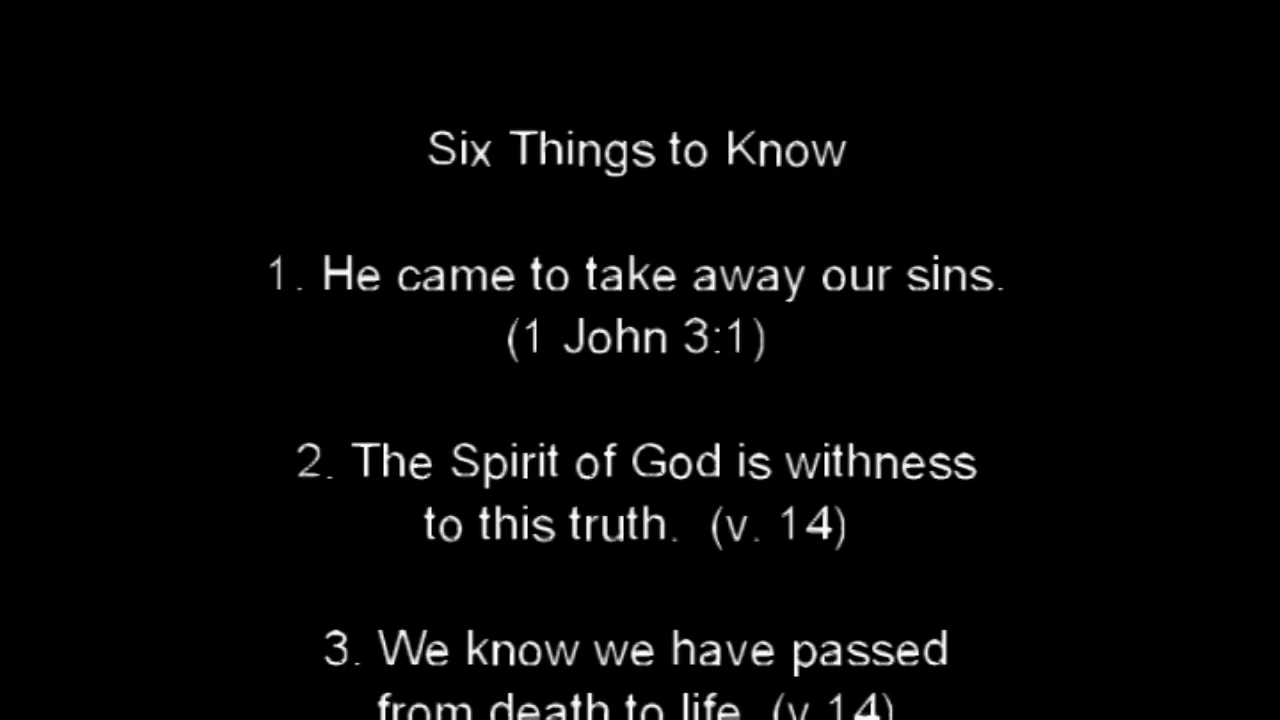 Six Things to Know
1. He came to take away our sins.
(1 John 3:1)
2. The Spirit of God is withness
to this truth. (v. 14)
3. We know we have passed
from death to life. (v.14)